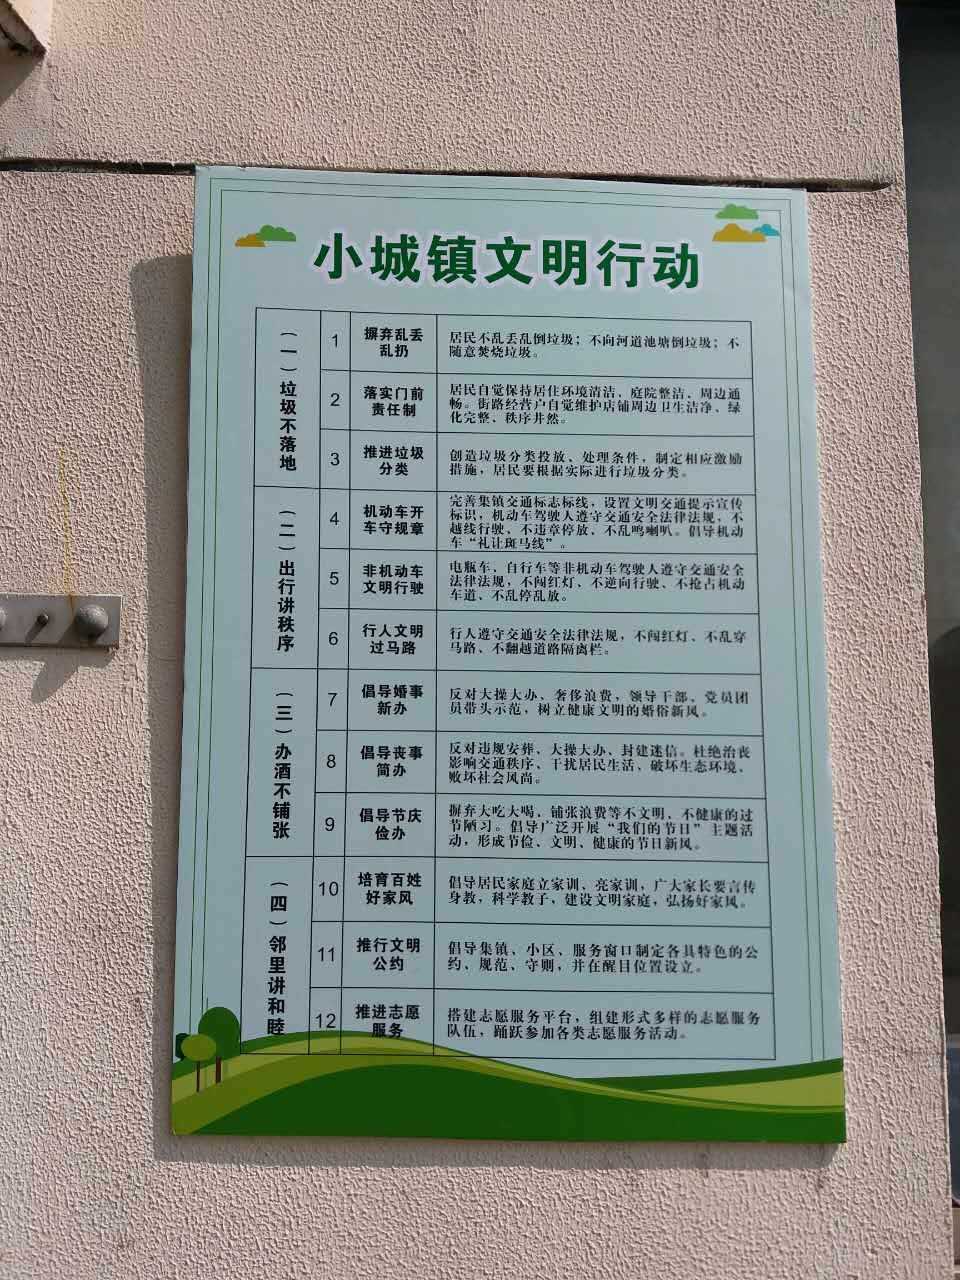 小城镇文明行动
（一）垃圾不落地
1
摒弃乱丢
乱扔
居民不乱丢乱倒垃圾；不向河道池塘倒垃圾；不
随意焚烧垃圾。
2
落实门前
责任制
居民自觉保持居住环境清洁、庭院整洁、周边通
畅。街路经营户自觉维护店铺周边卫生洁净、绿
化完整、秩序井然。
3
推进垃圾
分类
创造垃圾分类投放、处理条件，制定相应激励
措施，居民要根据实际进行垃圾分类。
（二）出行讲秩序
4
机动车开
车守规章
完善集镇交通标志标线，设置文明交通提示宣传
标识，机动车驾驶人遵守交通安全法律法规，不
越线行驶、不违章停放、不乱鸣喇叭。倡导机动
车“礼让斑马线”。
5
非机动车
文明行驶
电瓶车、自行车等非机动车驾驶人遵守交通安全
法律法规，不闯红灯、不逆向行驶、不抢占机动
车道、不乱停乱放。
6
行人文明
过马路
行人遵守交通安全法律法规，不闯红灯、不乱穿
马路、不翻越道路隔离栏。
（三）办酒不铺张
7
倡导婚事
新办
反对大操大办、奢侈浪费，领导干部、党员团
员带头示范，树立健康文明的婚俗新风。
8
倡导丧事
简办
反对违规安葬、大操大办、封建迷信。杜绝治丧
影响交通秩序、干扰居民生活、破坏生态环境、
败坏社会风尚。
9
倡导节庆
俭办
摒弃大吃大喝、铺张浪费等不文明、不健康的过
节陋习。倡导广泛开展“我们的节日”主题活
动，形成节俭、文明、健康的节日新风。
（四）邻里讲和睦
10
培育百姓
好家风
倡导居民家庭立家训、亮家训，广大家长要言传
身教，科学教子，建设文明家庭，弘扬好家风。
11
推行文明
公约
倡导集镇、小区、服务窗口制定各具特色的公
约、规范、守则，并在醒目位置设立。
12
推进志愿
服务
搭建志愿服务平台，组建形式多样的志愿服务
队伍，踊跃参加各类志愿服务活动。